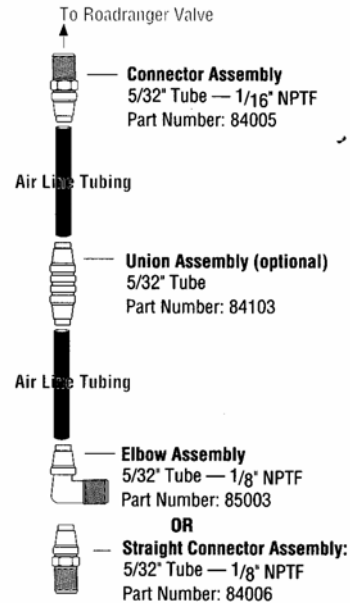 To Roadranger Valve
Connector Assembly
5/32" Tube — 1/16" NPTF
Part Number: 84005
Air Line Tubing
Union Assembly (optional)
5/32" Tube
Part Number: 84103
Air Line Tubing
Elbow Assembly
5/32" Tube — 1/8" NPTF
Part Number: 85003
OR
Straight Connector Assembly:
5/32" Tube — 1/8" NPTF
Part Number: 84006